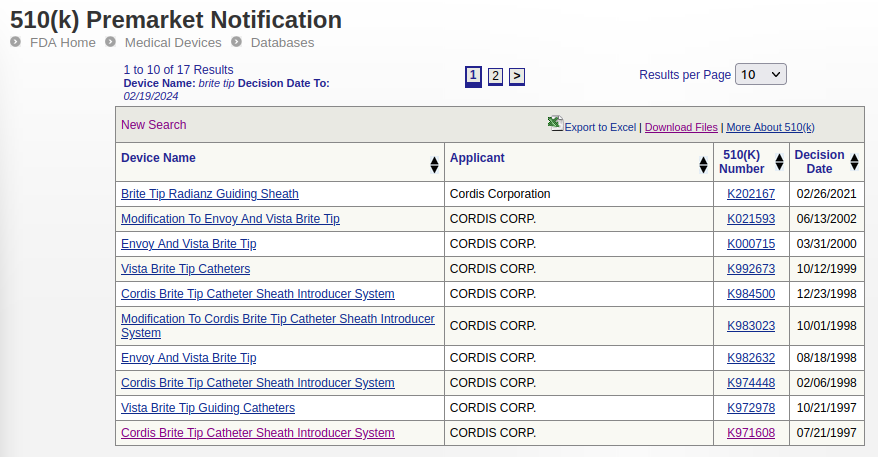 510(k) Premarket Notification
FDA Home Medical Devices Databases
1 to 10 of 17 Results
Device Name: brite tip Decision Date To:
02/19/2024
1 2 >
Results per Page 10
New Search
Export to Excel | Download Files | More About 510(k)
Device Name Applicant 510(K) Number Decision Date
Brite Tip Radianz Guiding Sheath Cordis Corporation K202167 02/26/2021
Modification To Envoy And Vista Brite Tip CORDIS CORP. K021593 06/13/2002
Envoy And Vista Brite Tip CORDIS CORP. K000715 03/31/2000
Vista Brite Tip Catheters CORDIS CORP. K992673 10/12/1999
Cordis Brite Tip Catheter Sheath Introducer System CORDIS CORP. K984500 12/23/1998
Modification To Cordis Brite Tip Catheter Sheath Introducer
System CORDIS CORP. K983023 10/01/1998
Envoy And Vista Brite Tip CORDIS CORP. K982632 08/18/1998
Cordis Brite Tip Catheter Sheath Introducer System CORDIS CORP. K974448 02/06/1998
Vista Brite Tip Guiding Catheters CORDIS CORP. K972978 10/21/1997
Cordis Brite Tip Catheter Sheath Introducer System CORDIS CORP. K971608 07/21/1997